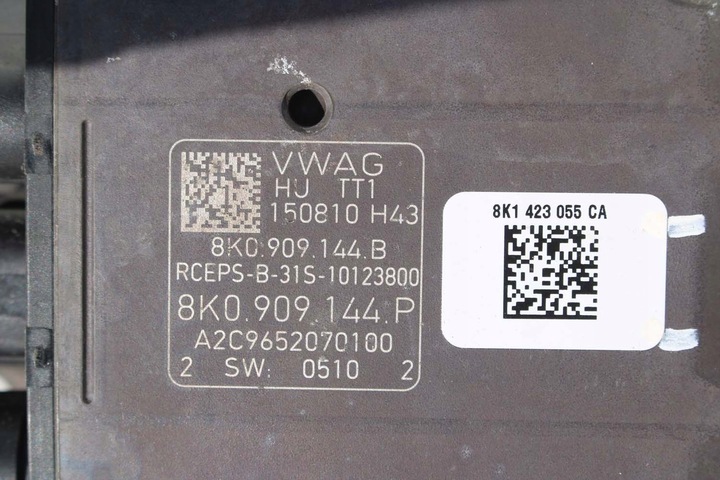 VWAG
HU TT1
150810 H43
8K0.909.144.B
RCEPS-B-31S-10123800
8K0.909.144.P
A2C9652070100
2 SW: 0510 2
8K1 423 055 CA